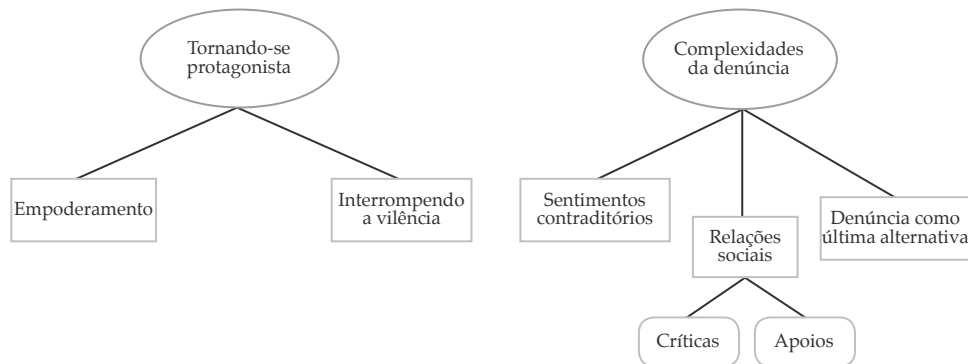 Tornando-se
protagonista
Empoderamento
Interrompendo
a vilência
Complexidades
da denúncia
Sentimentos
contraditórios
Relações
sociais
Denúncia como
última alternativa
Críticas
Apoios